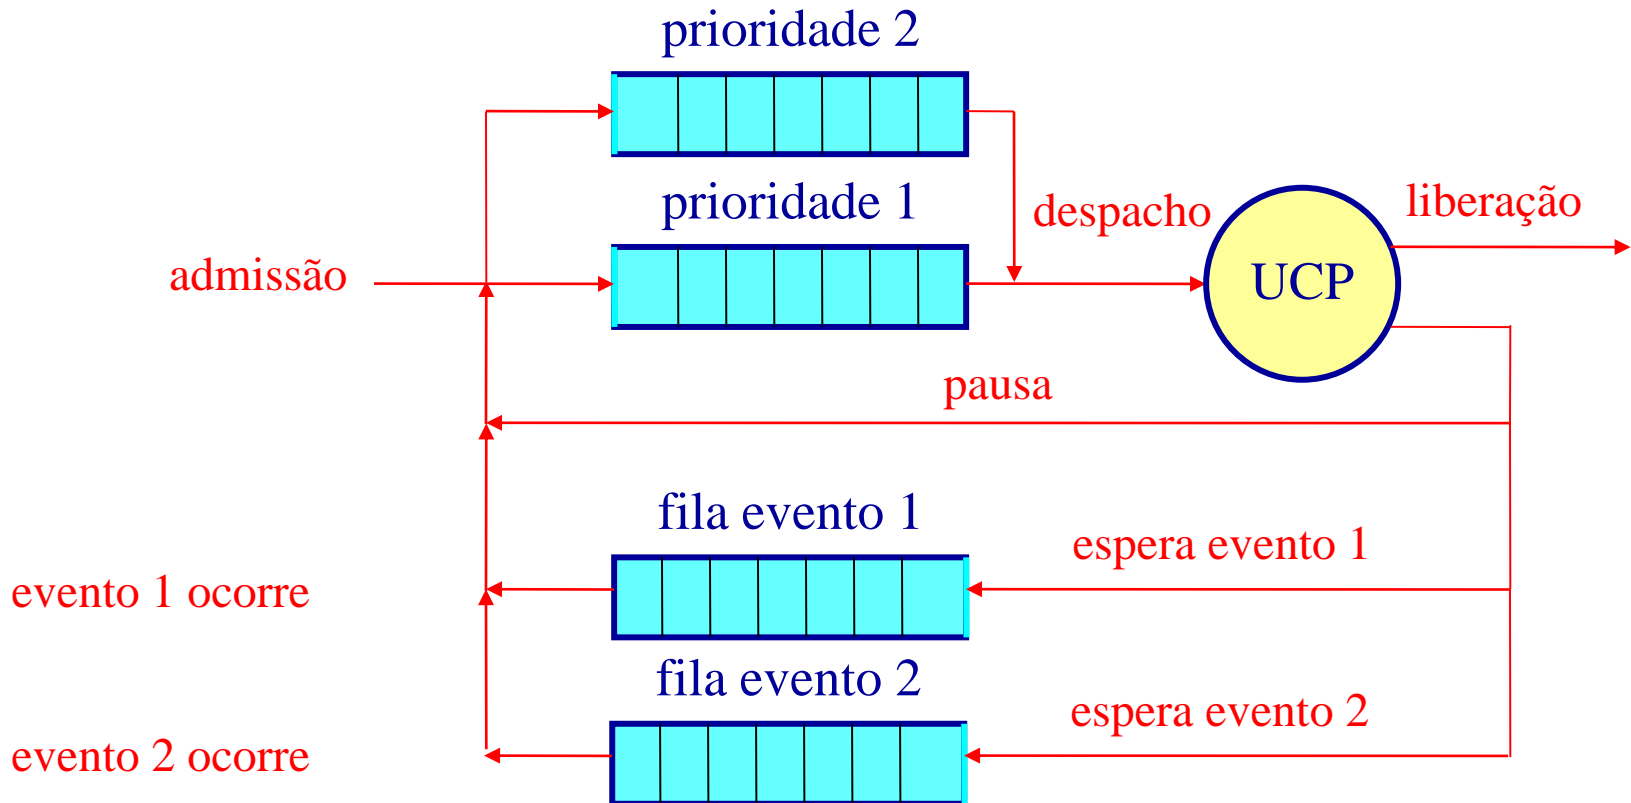 prioridade 2
prioridade 1
despacho
liberação
admissão
UCP
pausa
fila evento 1
espera evento 1
evento 1 ocorre
fila evento 2
espera evento 2
evento 2 ocorre